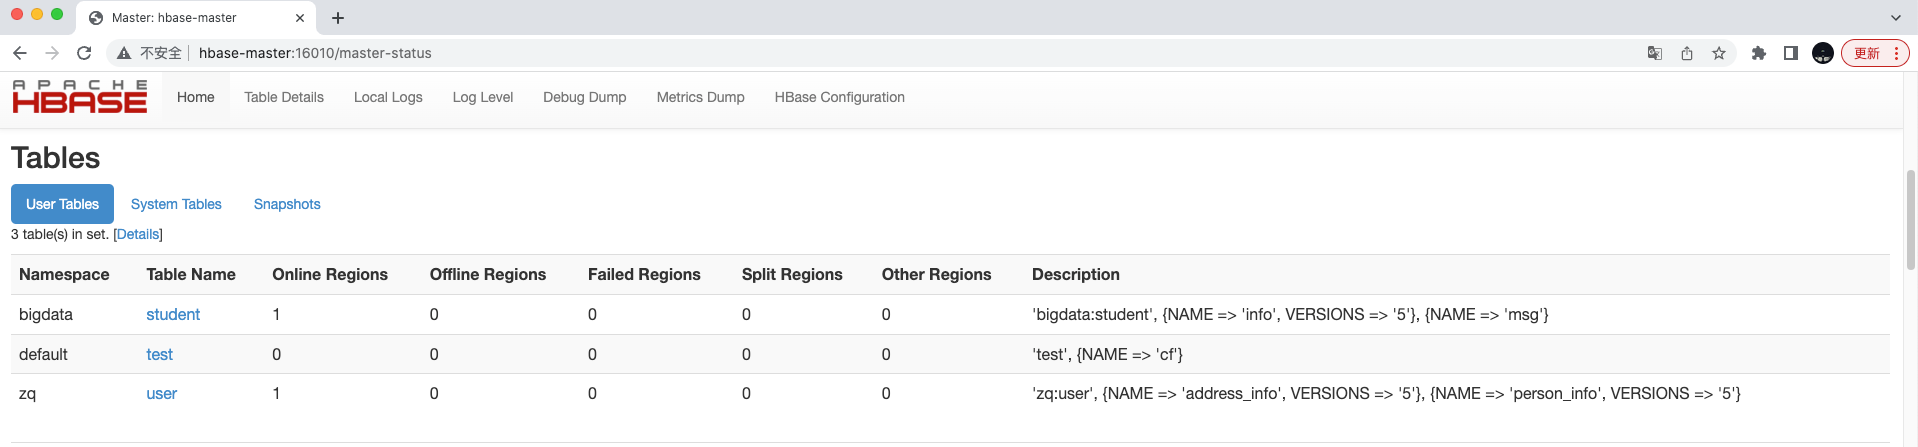 Master: hbase-master
不安全 hbase-master:16010/master-status 更新
APACHE
HBASE Home Table Details Local Logs Log Level Debug Dump Metrics Dump HBase Configuration
Tables
User Tables System Tables Snapshots
3 table(s) in set. [Details]
Namespace Table Name Online Regions Offline Regions Failed Regions Split Regions Other Regions Description
bigdata student 1 0 0 0 0 'bigdata:student', {NAME => 'info', VERSIONS => '5'}, {NAME => 'msg'}
default test 0 0 0 0 0 'test', {NAME => 'cf'}
zq user 1 0 0 0 0 'zq:user', {NAME => 'address_info', VERSIONS => '5'}, {NAME => 'person_info', VERSIONS => '5'}